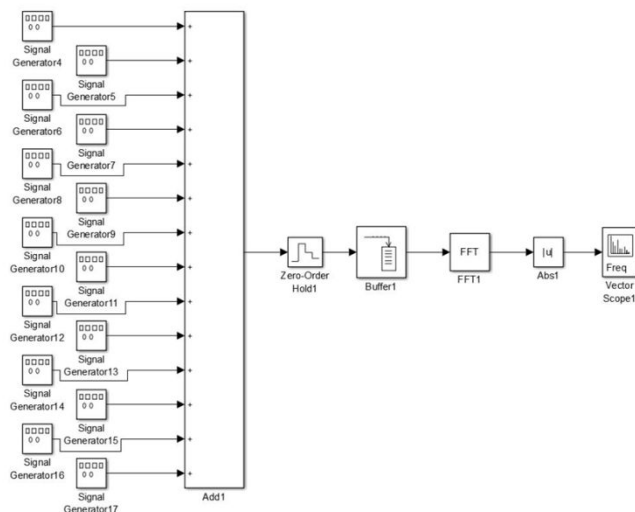 Signal
Generator4
Signal
Generator5
Signal
Generator6
Signal
Generator7
Signal
Generator8
Signal
Generator9
Signal
Generator10
Signal
Generator11
Signal
Generator12
Signal
Generator13
Signal
Generator14
Signal
Generator15
Signal
Generator16
Signal
Generator17
+
+
+
+
+
+
+
+
+
+
+
+
+
+
Add1
Zero-Order
Hold1
Buffer1
FFT
FFT1
|u|
Abs1
Freq
Vector
Scope1